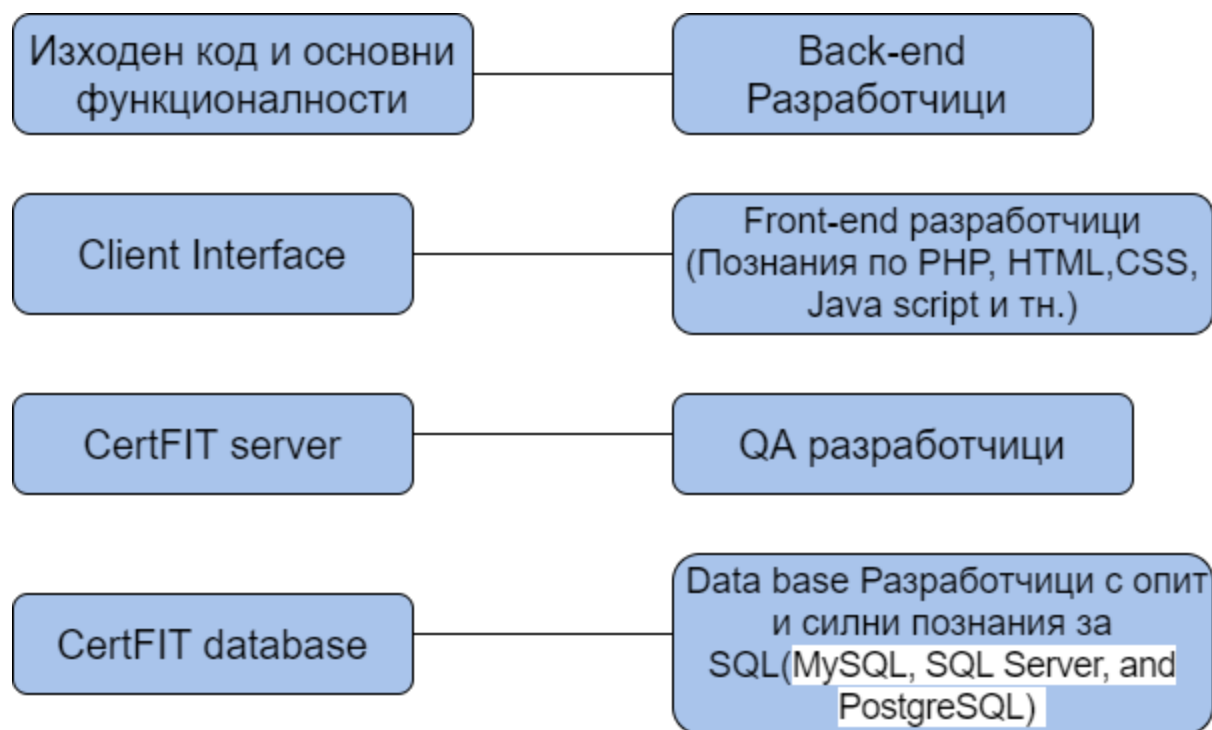 Изходен код и основни
функционалности
Back-end
Разработчици
Client Interface
Front-end разработчици
(Познания по PHP, HTML,CSS,
Java script и тн.)
CertFIT server
QA разработчици
CertFIT database
Data base Разработчици с опит
и силни познания за
SQL(MySQL, SQL Server, and
PostgreSQL)